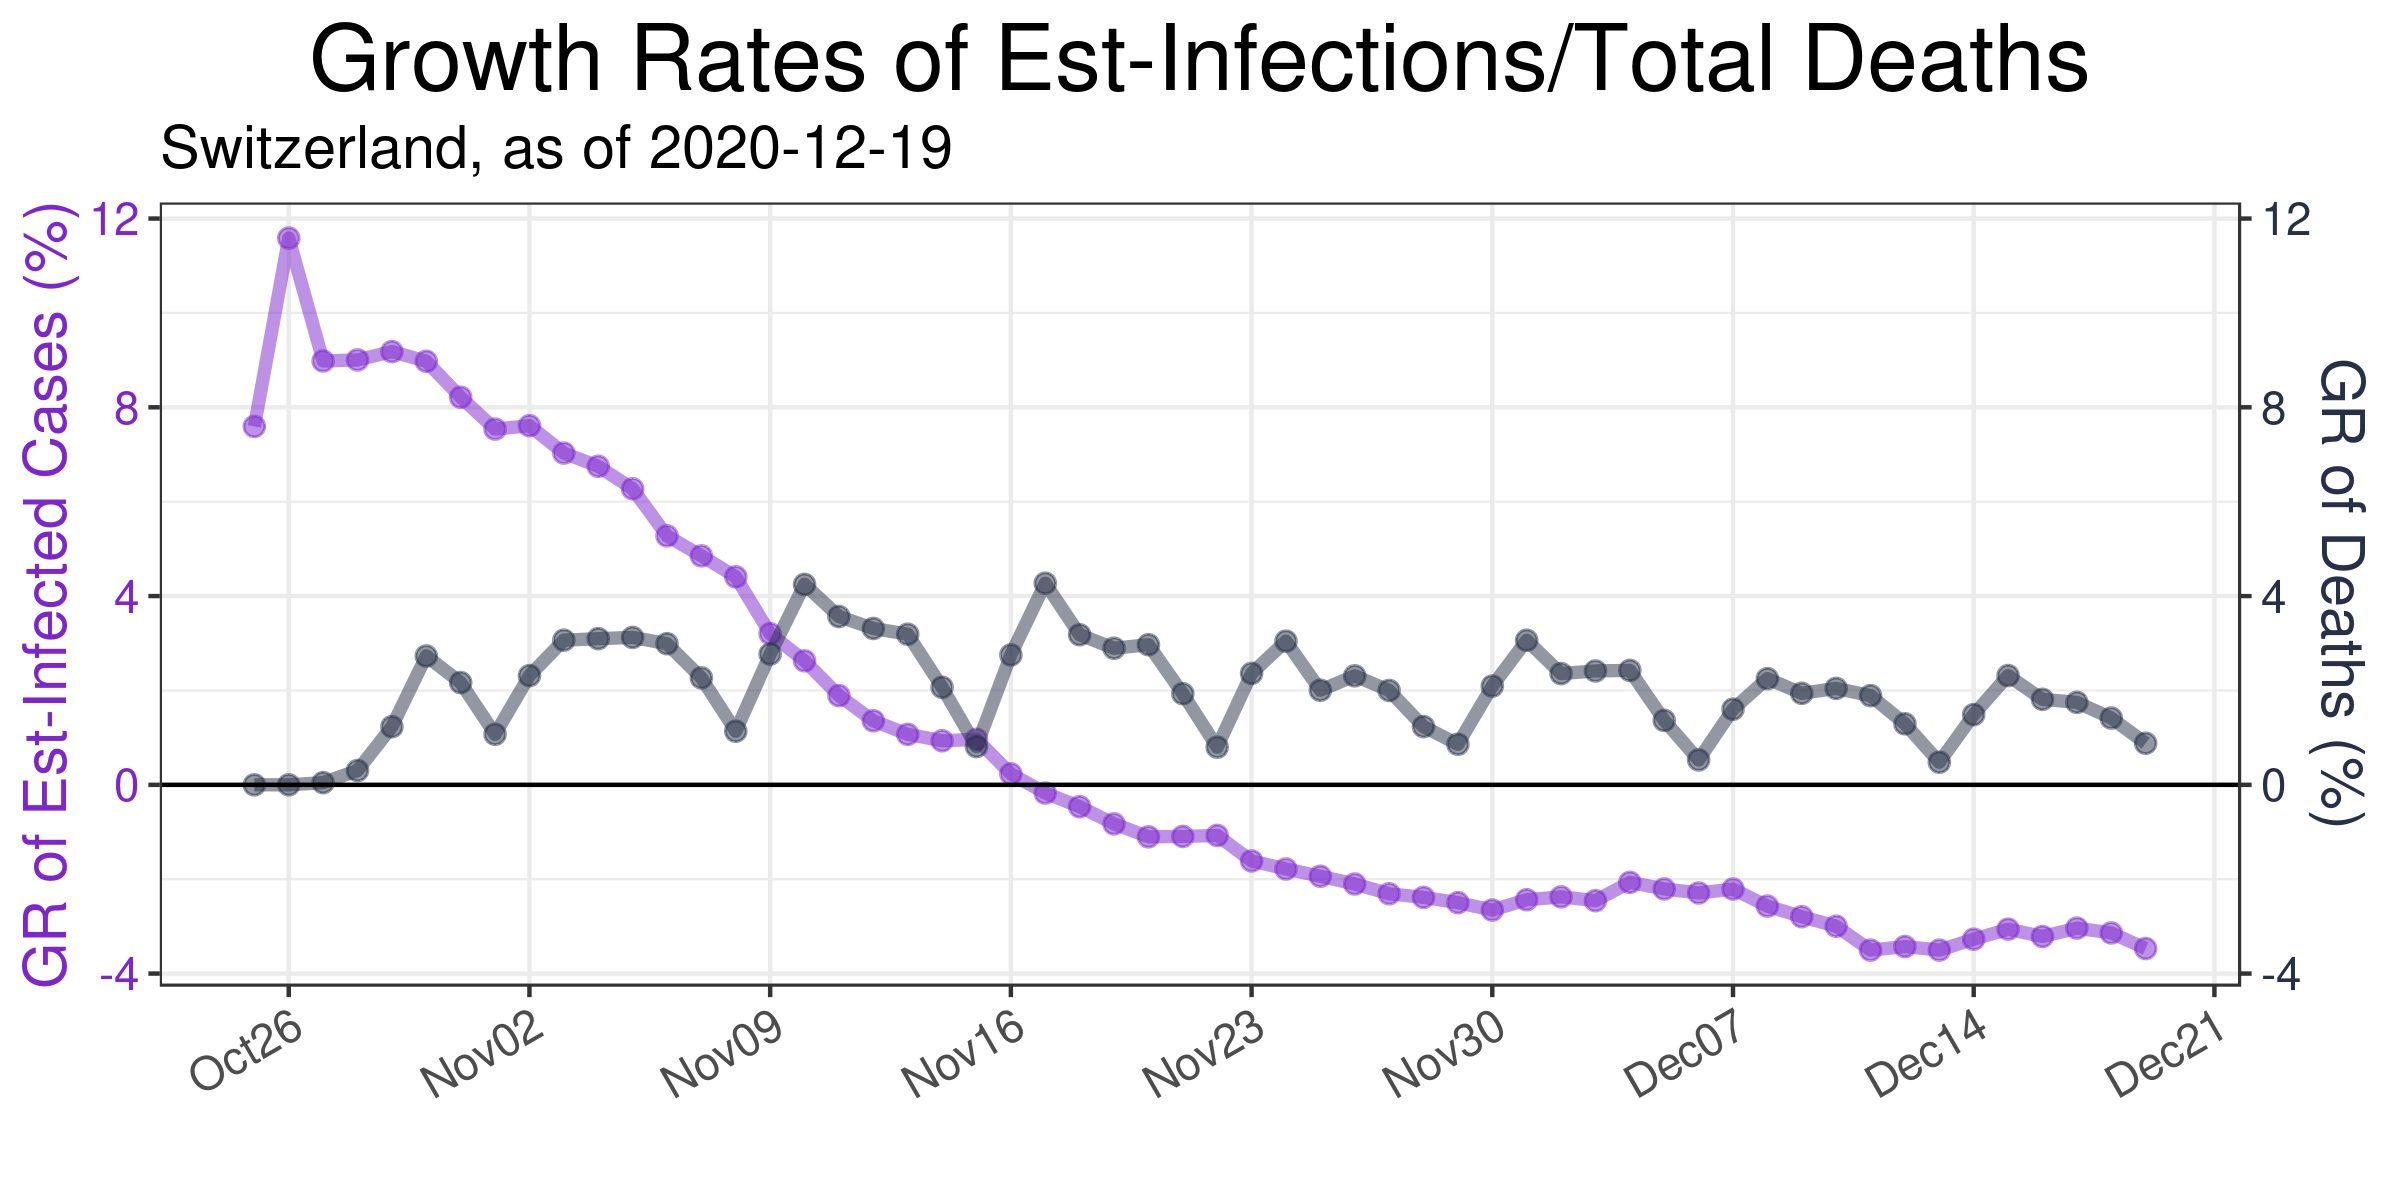 Growth Rates of Est-Infections/Total Deaths
Switzerland, as of 2020-12-19
GR of Est-Infected Cases (%)
12
8
4
0
-4
12
8
4
0
-4
GR of Deaths (%)
Oct26
Nov02
Nov09
Nov16
Nov23
Nov30
Dec07
Dec14
Dec21